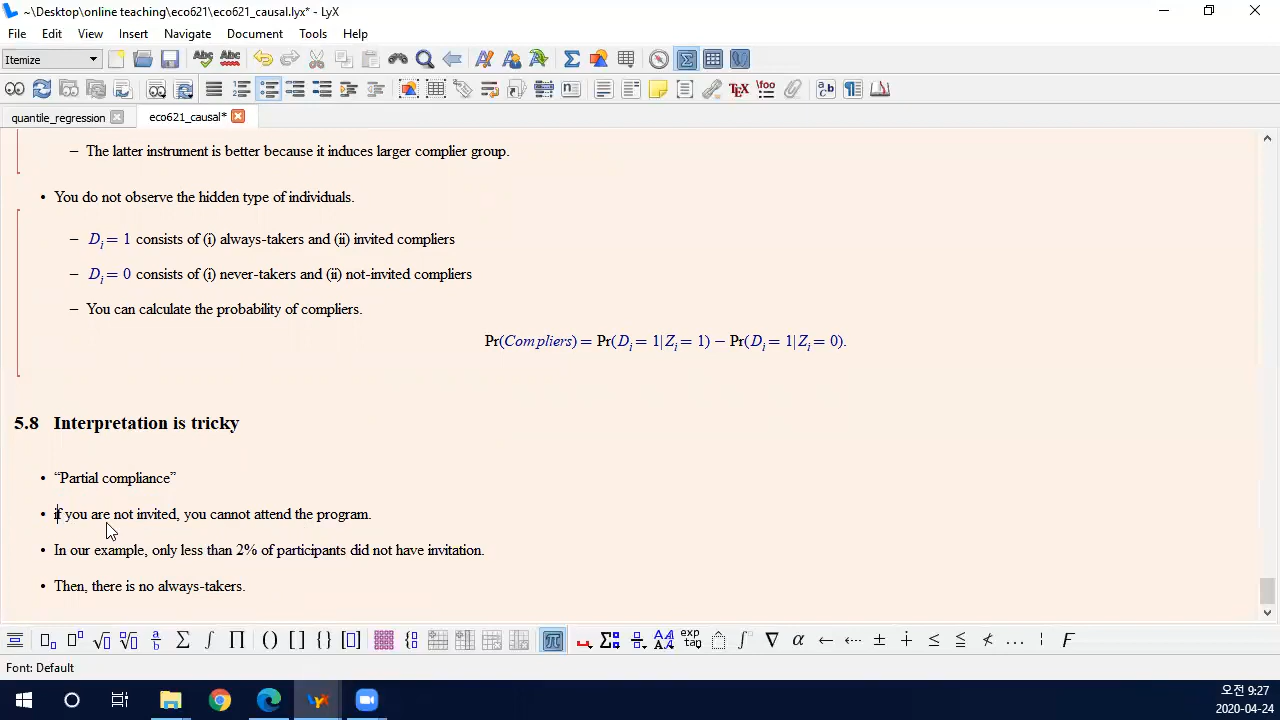 ~\Desktop\online teaching\eco621\eco621_causal.lyx* - LyX
File Edit View Insert Navigate Document Tools Help
Itemize
quantile_regression eco621_causal*
– The latter instrument is better because it induces larger complier group.
• You do not observe the hidden type of individuals.
– Dᵢ = 1 consists of (i) always-takers and (ii) invited compliers
– Dᵢ = 0 consists of (i) never-takers and (ii) not-invited compliers
– You can calculate the probability of compliers.
Pr(Compliers) = Pr(Dᵢ = 1|Zᵢ = 1) − Pr(Dᵢ = 1|Zᵢ = 0).
5.8 Interpretation is tricky
• “Partial compliance”
• if you are not invited, you cannot attend the program.
• In our example, only less than 2% of participants did not have invitation.
• Then, there is no always-takers.
Font: Default
오전 9:27
2020-04-24